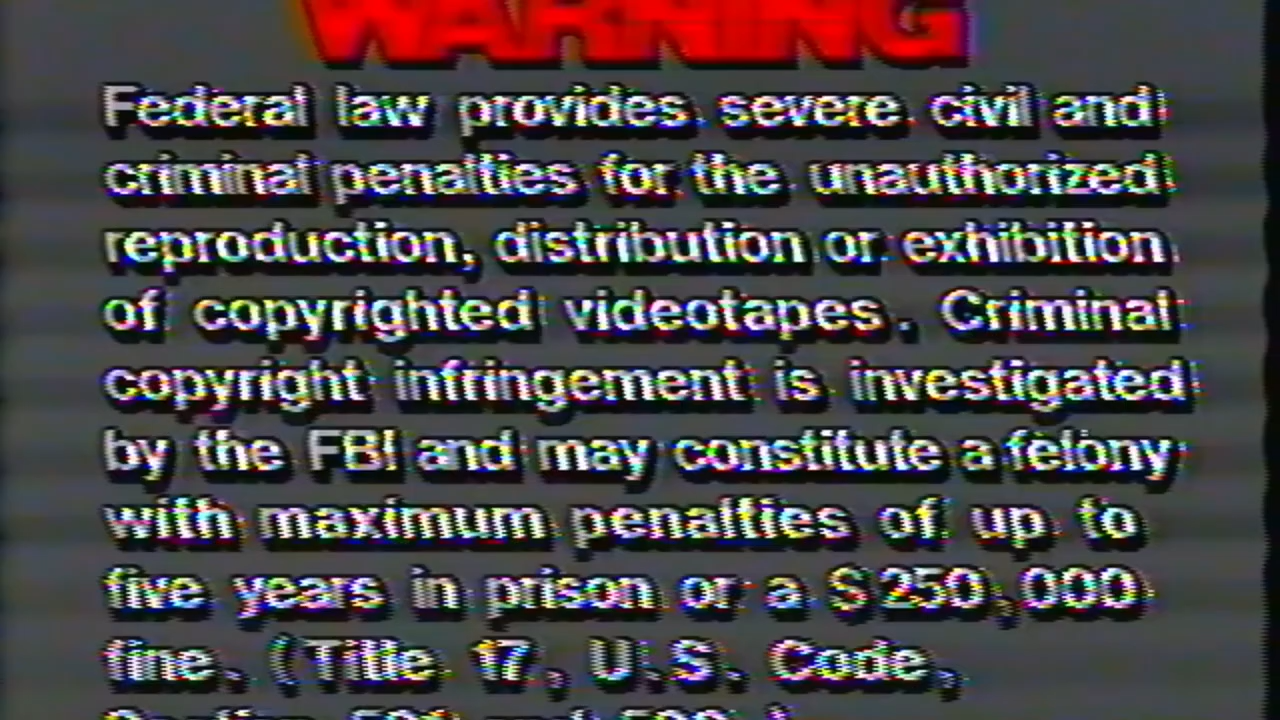 WARNING
Federal law provides severe civil and
criminal penalties for the unauthorized
reproduction, distribution or exhibition
of copyrighted videotapes. Criminal
copyright infringement is investigated
by the FBI and may constitute a felony
with maximum penalties of up to
five years in prison or a $250,000
fine. (Title 17, U.S. Code,